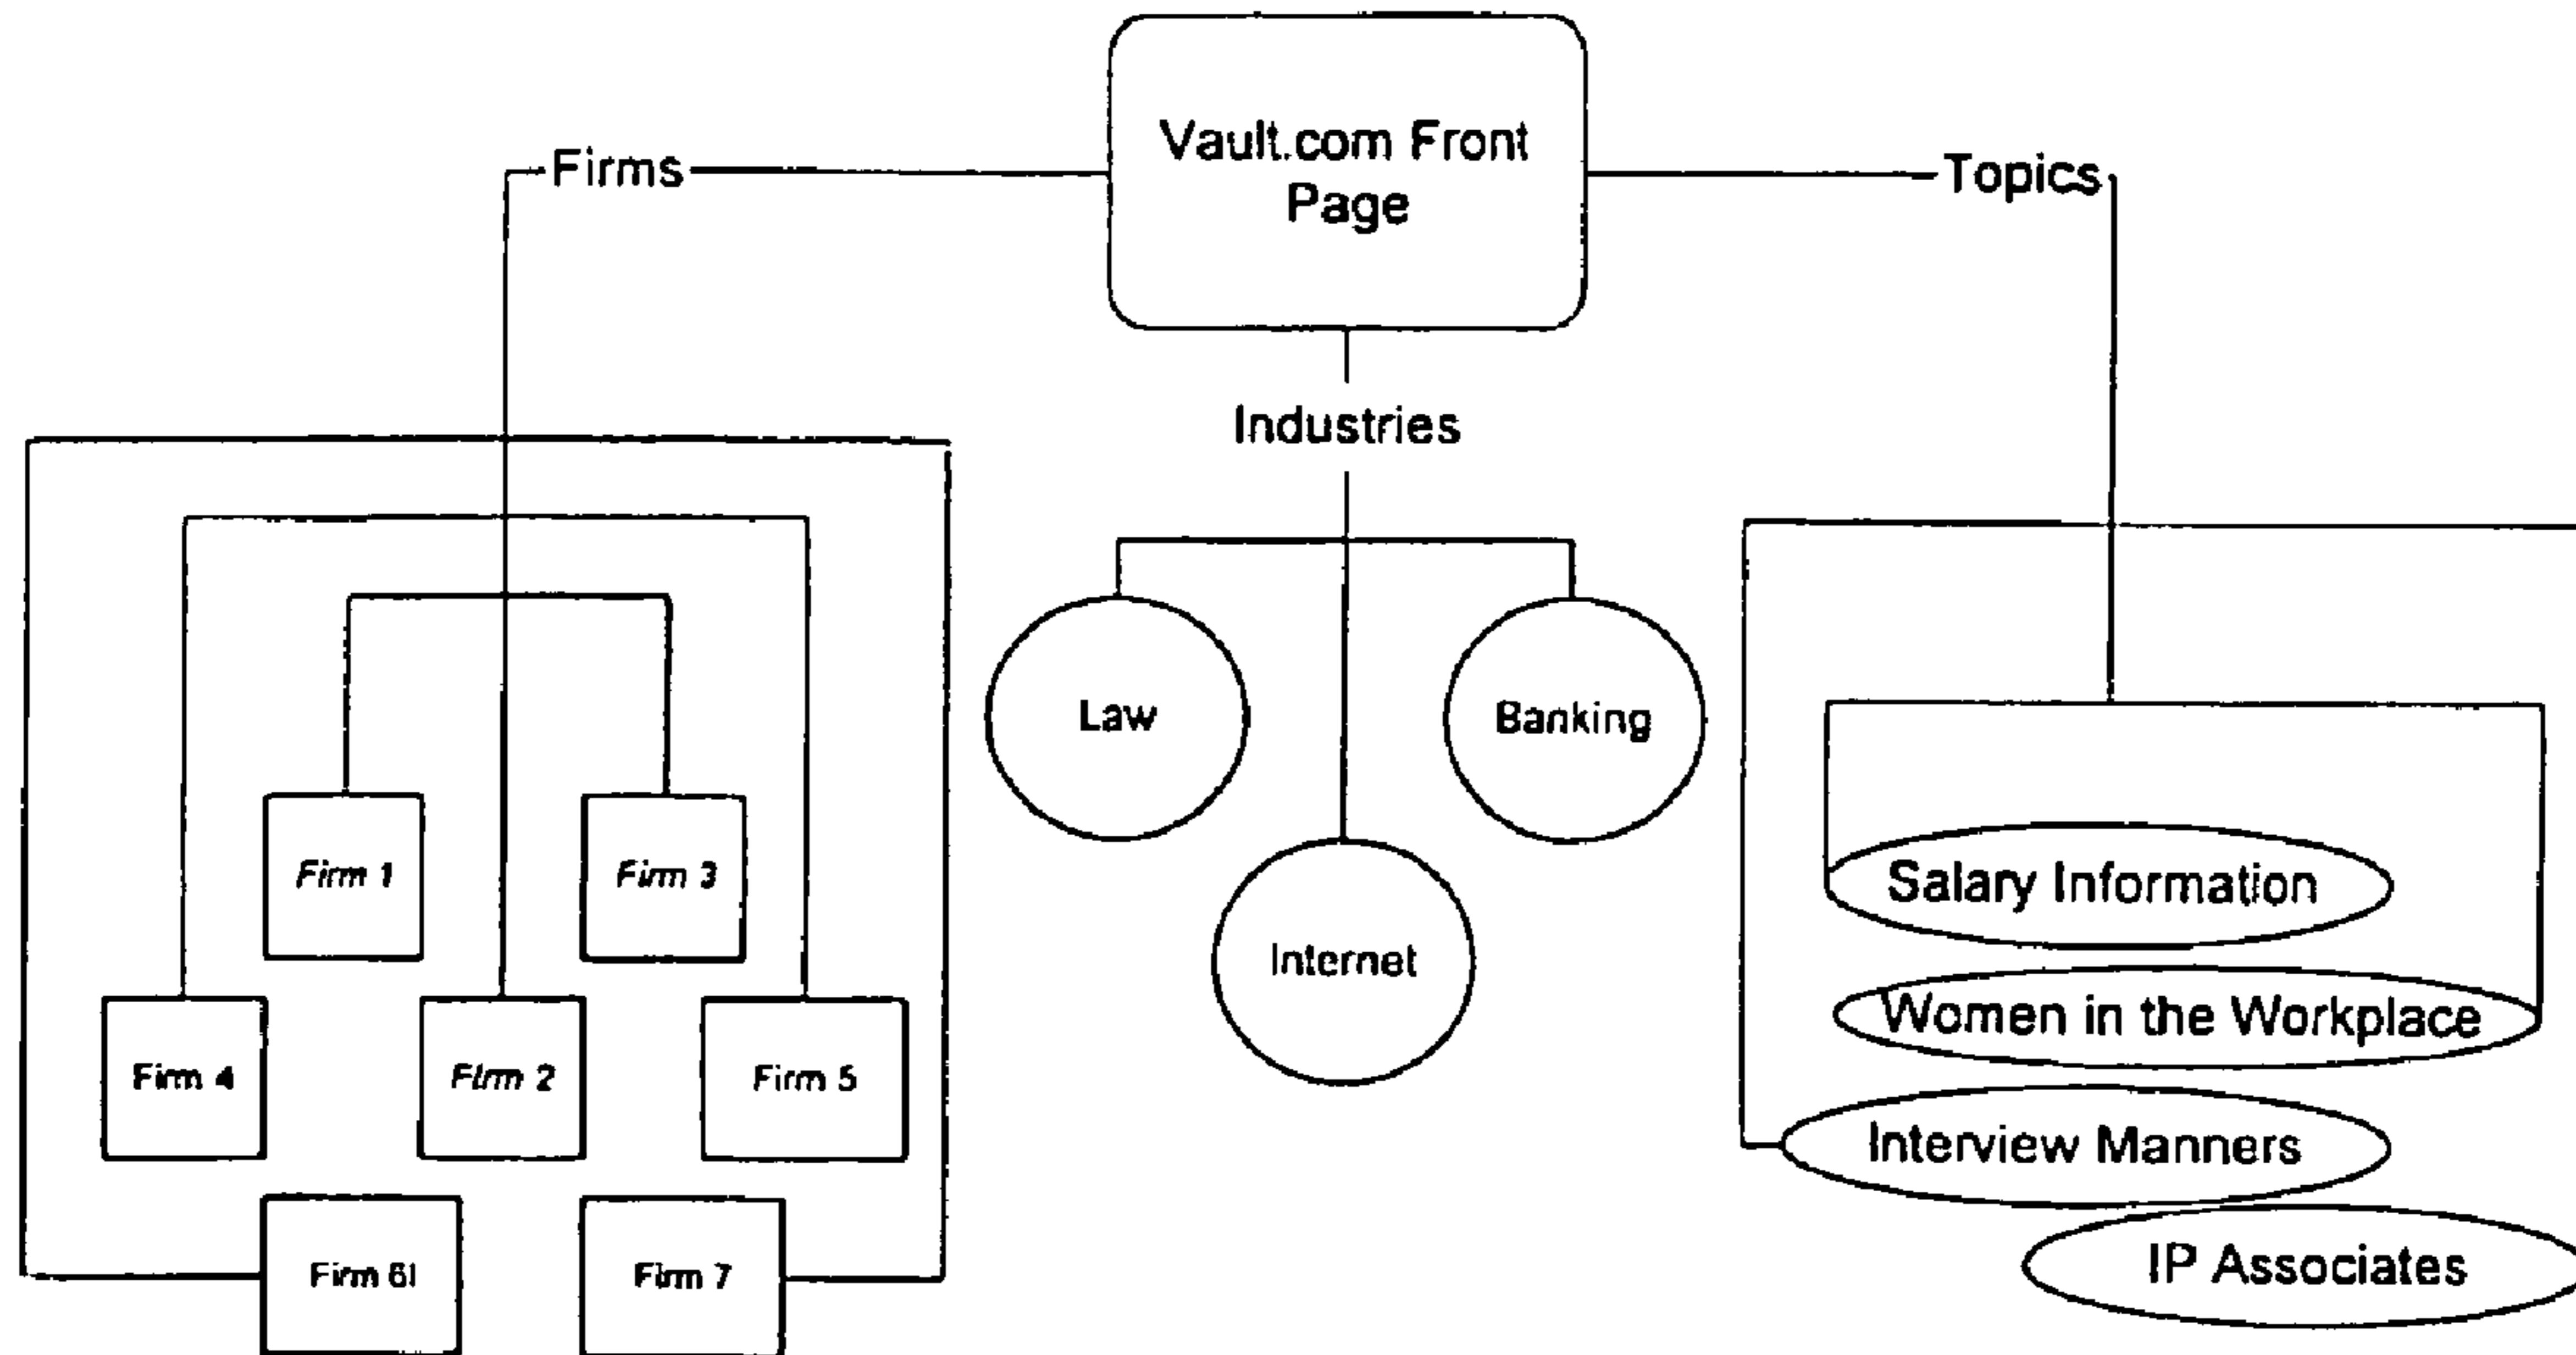 Vault.com Front
Page
Firms
Topics
Industries
Law
Banking
Internet
Firm 1
Firm 3
Firm 4
Firm 2
Firm 5
Firm 6I
Firm 7
Salary Information
Women in the Workplace
Interview Manners
IP Associates